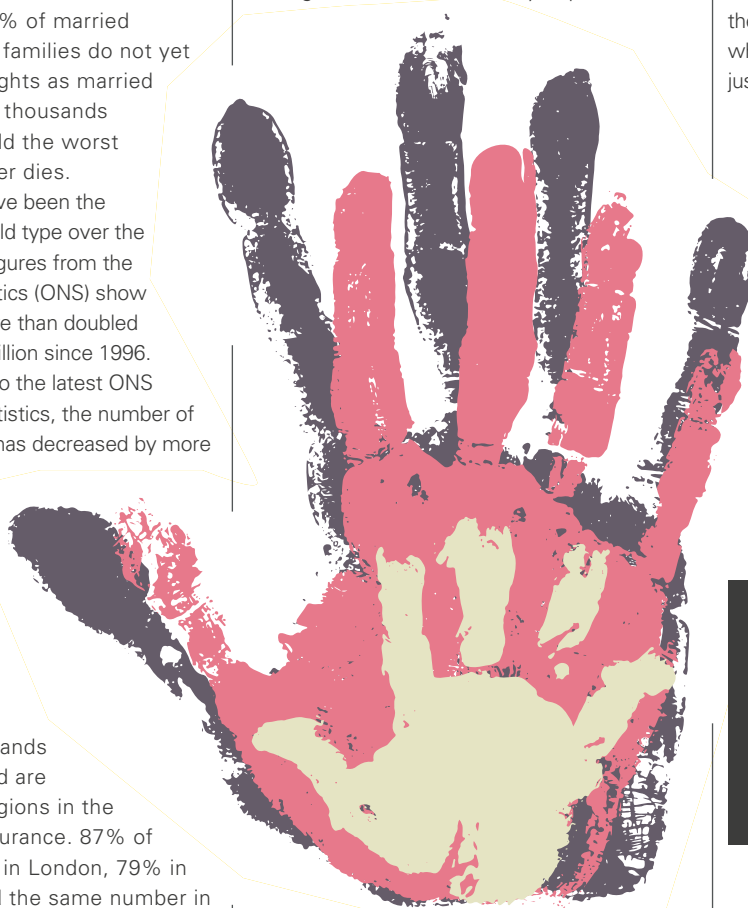 % of married
families do not yet
ghts as married
thousands
ld the worst
er dies.
ve been the
ld type over the
gures from the
tics (ONS) show
e than doubled
illion since 1996.
o the latest ONS
tistics, the number of
has decreased by more
ands
d are
gions in the
urance. 87% of
in London, 79% in
the same number in
the
wh
jus